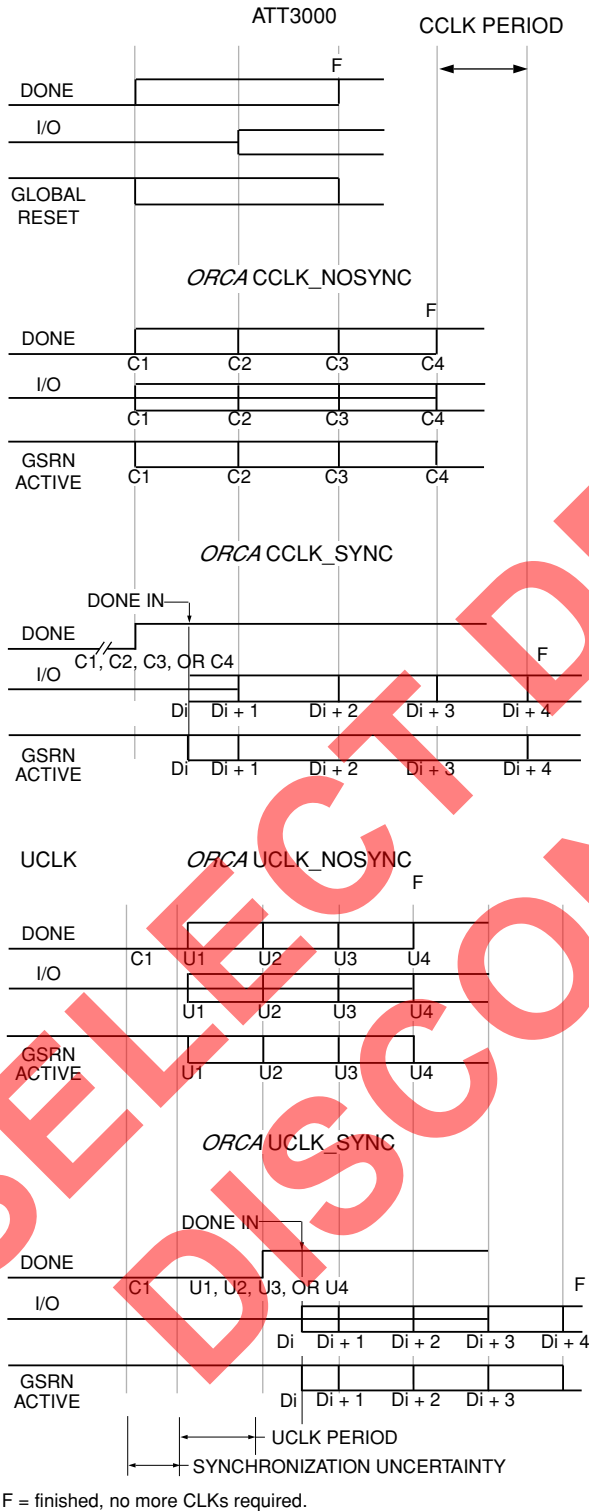 ATT3000
CCLK PERIOD
F
DONE
I/O
GLOBAL
RESET
ORCA CCLK_NOSYNC
F
DONE
C1 C2 C3 C4
I/O
C1 C2 C3 C4
GSRN
ACTIVE
C1 C2 C3 C4
ORCA CCLK_SYNC
DONE IN
DONE
C1, C2, C3, OR C4
F
I/O
Di Di + 1 Di + 2 Di + 3 Di + 4
GSRN
ACTIVE
Di Di + 1 Di + 2 Di + 3 Di + 4
UCLK
ORCA UCLK_NOSYNC
F
DONE
C1 U1 U2 U3 U4
I/O
U1 U2 U3 U4
GSRN
ACTIVE
U1 U2 U3 U4
ORCA UCLK_SYNC
DONE IN
DONE
C1 U1, U2, U3, OR U4
F
I/O
Di Di + 1 Di + 2 Di + 3 Di + 4
GSRN
ACTIVE
Di Di + 1 Di + 2 Di + 3
UCLK PERIOD
SYNCHRONIZATION UNCERTAINTY
F = finished, no more CLKs required.
SELECT D
DISCON